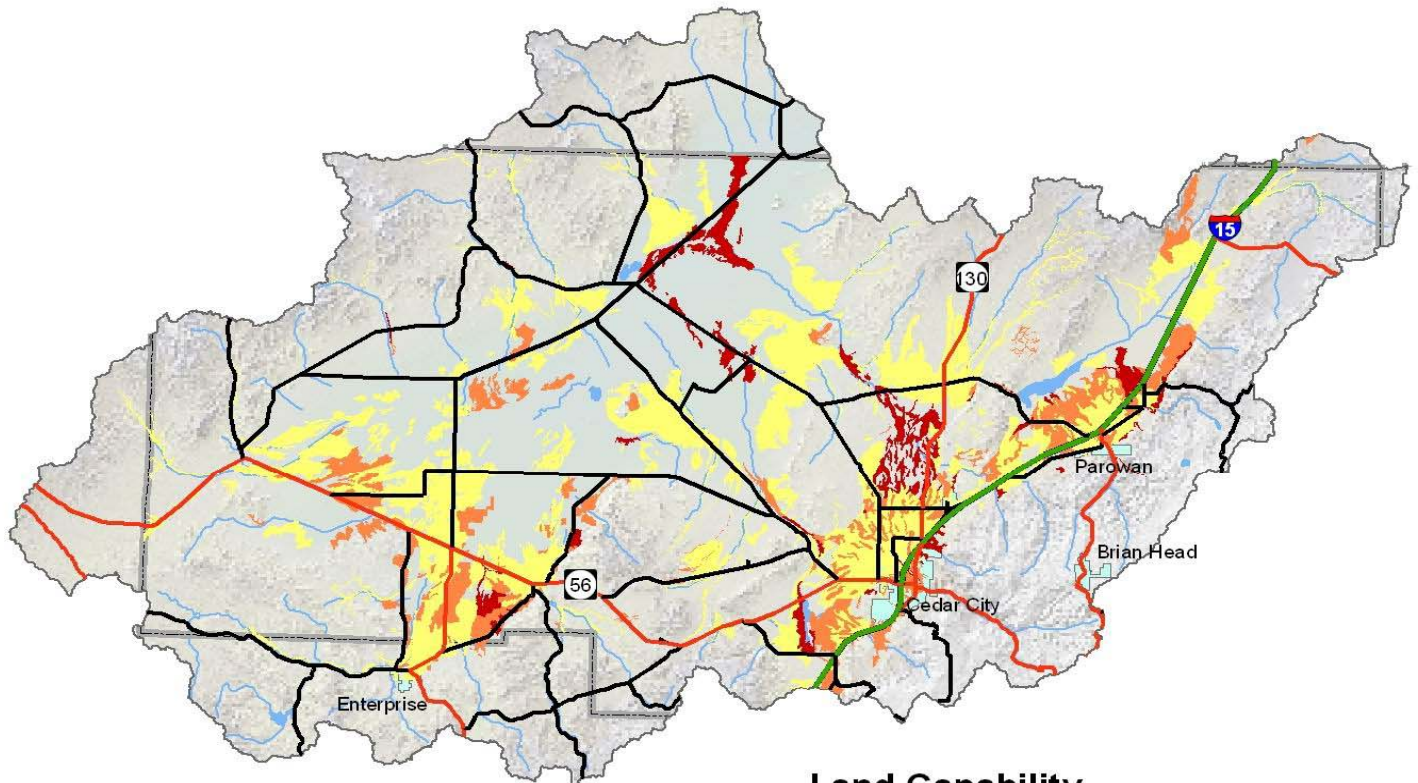 15
130
Parowan
Brian Head
56
Cedar City
Enterprise
Land Capability